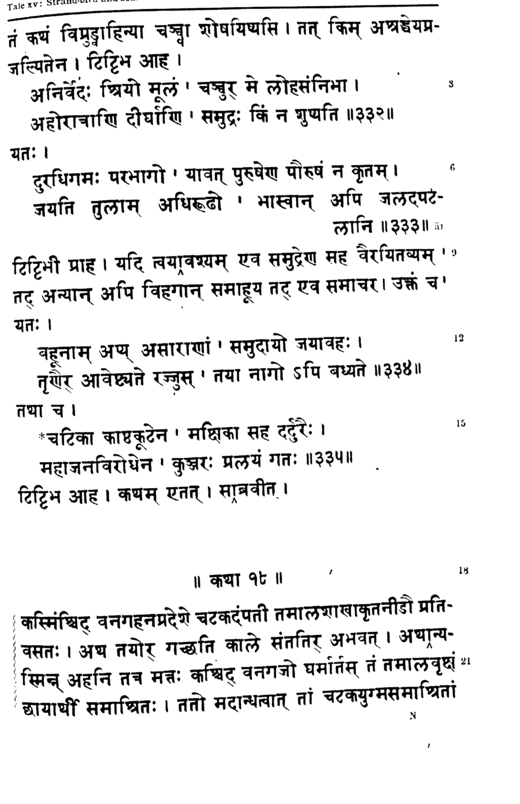 Tale xv: Strand-bird and
तं कथं विप्रुड्वाहिन्या चञ्च्वा शोषयिष्यसि । तत् किम् अश्रद्धेयप्र-
जल्पितेन । टिट्टिभ आह ।
अनिर्वेदः श्रियो मूलं ' चञ्चुर् मे लोहसंनिभा । 3
अहोरात्राणि दीर्घाणि ' समुद्रः किं न शुष्यति ॥३३२॥
यतः ।
दुरधिगमः परभागो ' यावत् पुरुषेण पौरुषं न कृतम् । 6
जयति तुलाम् अधिरूढो ' भास्वान् अपि जलदपट-
लानि ॥३३३॥ ār
टिट्टिभी प्राह । यदि त्वयावश्यम् एव समुद्रेण सह वैरयितव्यम् ' 9
तद् अन्यान् अपि विहगान् समाहूय तद् एव समाचर । उक्तं च '
यतः ।
बहूनाम् अप्य् असाराणां ' समुदायो जयावहः । 12
तृणैर् आवेष्ट्यते रज्जुस् ' तया नागो ऽपि बध्यते ॥३३४॥
तथा च ।
*चटिका काष्ठकूटेन ' मक्षिका सह दर्दुरैः । 15
महाजनविरोधेन ' कुञ्जरः प्रलयं गतः ॥३३५॥
टिट्टिभ आह । कथम् एतत् । साब्रवीत् ।
॥ कथा १८ ॥ 18
कस्मिंश्चिद् वनगहनप्रदेशे चटकदंपती तमालशाखाकृतनीडौ प्रति-
वसतः । अथ तयोर् गच्छति काले संततिर् अभवत् । अथान्य-
स्मिन्न् अहनि तत्र मत्तः कश्चिद् वनगजो घर्मार्तस् तं तमालवृक्षं 21
छायार्थी समाश्रितः । ततो मदान्धत्वात् तां चटकयुग्मसमाश्रितां
N